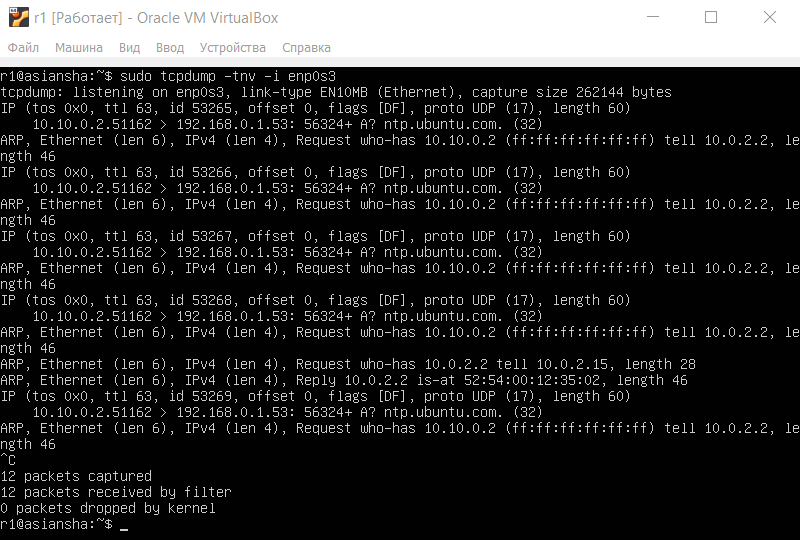 r1 [Работает] - Oracle VM VirtualBox
Файл Машина Вид Ввод Устройства Справка
r1@asiansha:~$ sudo tcpdump -tnv -i enp0s3
tcpdump: listening on enp0s3, link-type EN10MB (Ethernet), capture size 262144 bytes
IP (tos 0x0, ttl 63, id 53265, offset 0, flags [DF], proto UDP (17), length 60)
    10.10.0.2.51162 > 192.168.0.1.53: 56324+ A? ntp.ubuntu.com. (32)
ARP, Ethernet (len 6), IPv4 (len 4), Request who-has 10.10.0.2 (ff:ff:ff:ff:ff:ff) tell 10.0.2.2, le
ngth 46
IP (tos 0x0, ttl 63, id 53266, offset 0, flags [DF], proto UDP (17), length 60)
    10.10.0.2.51162 > 192.168.0.1.53: 56324+ A? ntp.ubuntu.com. (32)
ARP, Ethernet (len 6), IPv4 (len 4), Request who-has 10.10.0.2 (ff:ff:ff:ff:ff:ff) tell 10.0.2.2, le
ngth 46
IP (tos 0x0, ttl 63, id 53267, offset 0, flags [DF], proto UDP (17), length 60)
    10.10.0.2.51162 > 192.168.0.1.53: 56324+ A? ntp.ubuntu.com. (32)
ARP, Ethernet (len 6), IPv4 (len 4), Request who-has 10.10.0.2 (ff:ff:ff:ff:ff:ff) tell 10.0.2.2, le
ngth 46
IP (tos 0x0, ttl 63, id 53268, offset 0, flags [DF], proto UDP (17), length 60)
    10.10.0.2.51162 > 192.168.0.1.53: 56324+ A? ntp.ubuntu.com. (32)
ARP, Ethernet (len 6), IPv4 (len 4), Request who-has 10.10.0.2 (ff:ff:ff:ff:ff:ff) tell 10.0.2.2, le
ngth 46
ARP, Ethernet (len 6), IPv4 (len 4), Request who-has 10.0.2.2 tell 10.0.2.15, length 28
ARP, Ethernet (len 6), IPv4 (len 4), Reply 10.0.2.2 is-at 52:54:00:12:35:02, length 46
IP (tos 0x0, ttl 63, id 53269, offset 0, flags [DF], proto UDP (17), length 60)
    10.10.0.2.51162 > 192.168.0.1.53: 56324+ A? ntp.ubuntu.com. (32)
ARP, Ethernet (len 6), IPv4 (len 4), Request who-has 10.10.0.2 (ff:ff:ff:ff:ff:ff) tell 10.0.2.2, le
ngth 46
^C
12 packets captured
12 packets received by filter
0 packets dropped by kernel
r1@asiansha:~$ _